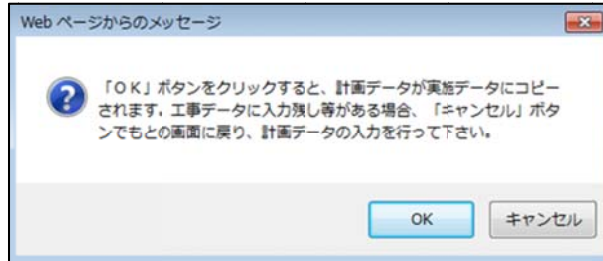 Web ページからのメッセージ
「ＯＫ」ボタンをクリックすると、計画データが実施データにコピー
されます．工事データに入力残し等がある場合、「キャンセル」ボタ
ンでもとの画面に戻り、計画データの入力を行って下さい。
OK
キャンセル